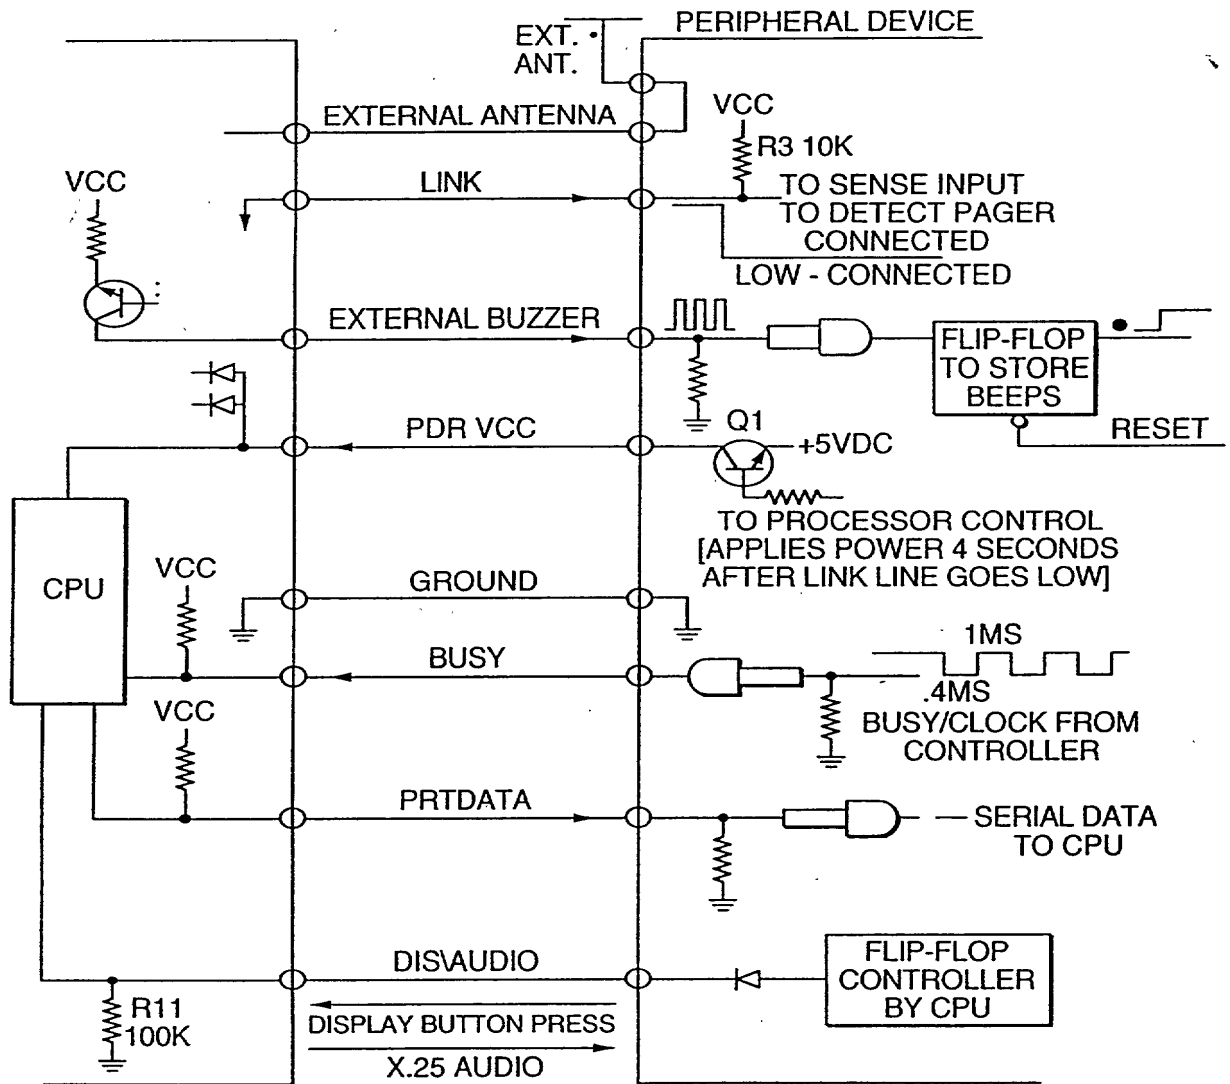 PERIPHERAL DEVICE
EXT.
ANT.
EXTERNAL ANTENNA
VCC
R3 10K
VCC
LINK
TO SENSE INPUT
TO DETECT PAGER
CONNECTED
LOW - CONNECTED
EXTERNAL BUZZER
FLIP-FLOP
TO STORE
BEEPS
RESET
PDR VCC
Q1
+5VDC
TO PROCESSOR CONTROL
[APPLIES POWER 4 SECONDS
AFTER LINK LINE GOES LOW]
CPU
VCC
GROUND
BUSY
1MS
.4MS
BUSY/CLOCK FROM
CONTROLLER
VCC
PRTDATA
SERIAL DATA
TO CPU
DIS\AUDIO
FLIP-FLOP
CONTROLLER
BY CPU
R11
100K
DISPLAY BUTTON PRESS
X.25 AUDIO